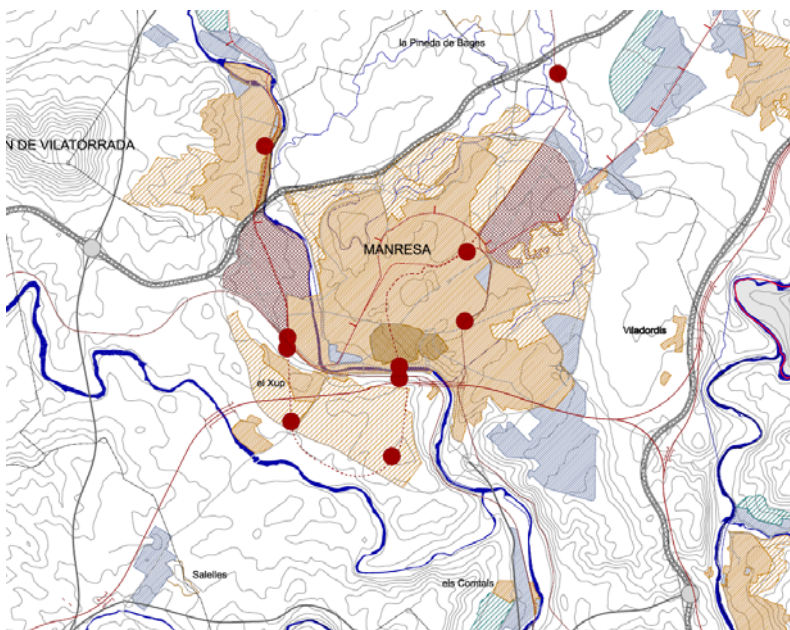 la Pineda de Bages
N DE VILATORRADA
MANRESA
Viladordis
el Xup
Salelles
els Comtals